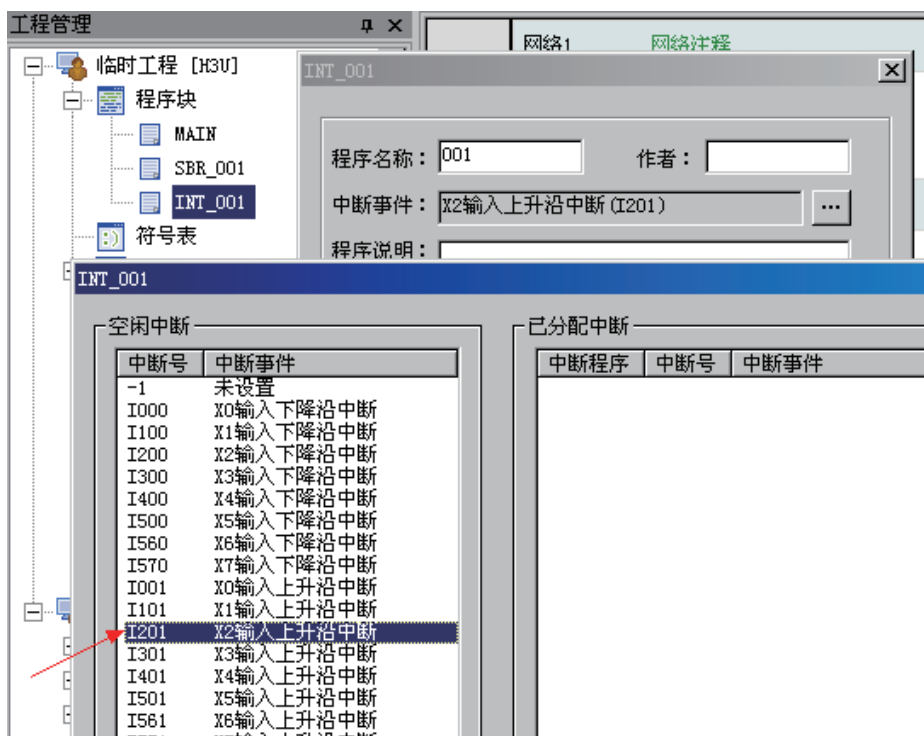 工程管理
网络1 网络注释
临时工程 [H3U]
程序块
MAIN
SBR_001
INT_001
符号表
INT_001
程序名称： 001 作者：
中断事件： X2输入上升沿中断(I201) ...
程序说明：
INT_001
空闲中断
中断号 中断事件
-1 未设置
I000 X0输入下降沿中断
I100 X1输入下降沿中断
I200 X2输入下降沿中断
I300 X3输入下降沿中断
I400 X4输入下降沿中断
I500 X5输入下降沿中断
I560 X6输入下降沿中断
I570 X7输入下降沿中断
I001 X0输入上升沿中断
I101 X1输入上升沿中断
I201 X2输入上升沿中断
I301 X3输入上升沿中断
I401 X4输入上升沿中断
I501 X5输入上升沿中断
I561 X6输入上升沿中断
已分配中断
中断程序 中断号 中断事件